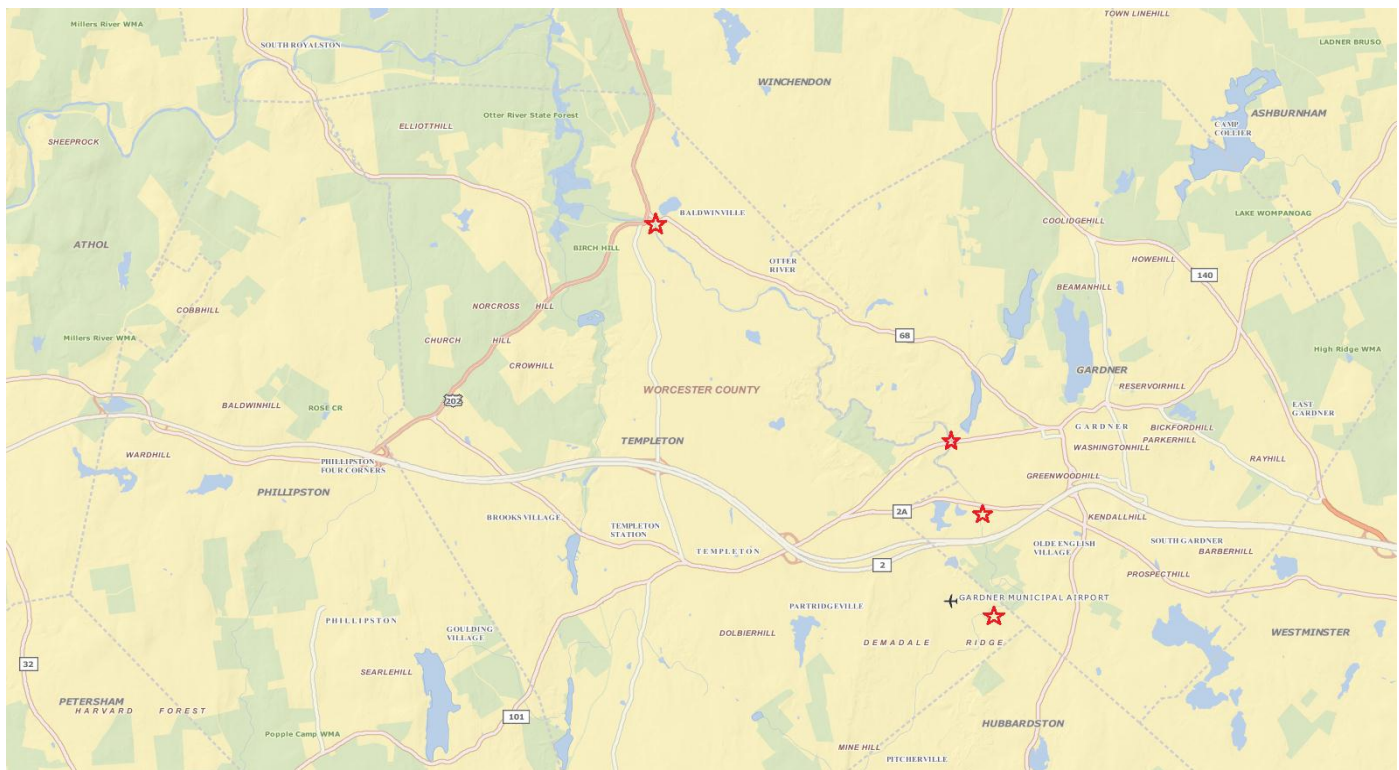 Millers River WMA
TOWN LINEHILL
SOUTH ROYALSTON
LADNER BRUSO
WINCHENDON
Otter River State Forest
ASHBURNHAM
ELLIOTTHILL
CAMP
COLLIER
SHEEPROCK
BALDWINVILLE
LAKE WOMPANOAG
COOLIDGEHILL
ATHOL
BIRCH HILL
OTTER
RIVER
HOWEHILL
140
BEAMANHILL
NORCROSS HILL
COBBHILL
68
Millers River WMA
CHURCH HILL
High Ridge WMA
CROWHILL
GARDNER
WORCESTER COUNTY
RESERVOIRHILL
202
BALDWINHILL
ROSE CR
EAST
GARDNER
GARDNER
BICKFORDHILL
TEMPLETON
PARKERHILL
WASHINGTONHILL
WARDHILL
RAYHILL
PHILLIPSTON
FOUR CORNERS
GREENWOODHILL
PHILLIPSTON
2A
BROOKS VILLAGE
KENDALLHILL
TEMPLETON
STATION
OLDE ENGLISH
VILLAGE
SOUTH GARDNER
TEMPLETON
BARBERHILL
2
PROSPECTHILL
GARDNER MUNICIPAL AIRPORT
PARTRIDGEVILLE
PHILLIPSTON
GOULDING
VILLAGE
DOLBIERHILL
WESTMINSTER
DEMADALE RIDGE
32
SEARLEHILL
PETERSHAM
HARVARD FOREST
101
HUBBARDSTON
Popple Camp WMA
MINE HILL
PITCHERVILLE